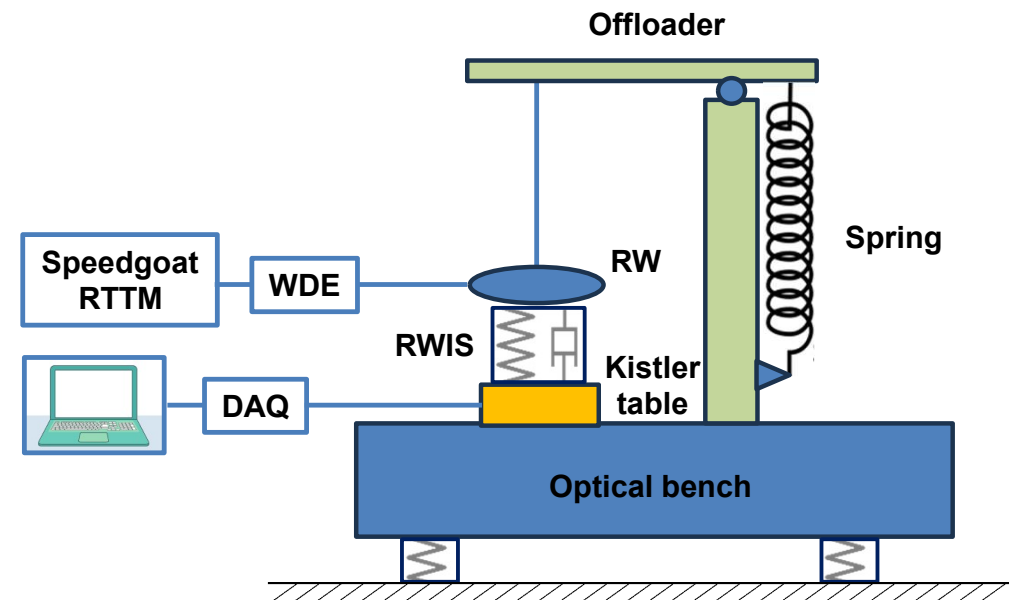 Offloader
Spring
RW
Speedgoat
RTTM
WDE
RWIS
Kistler
table
DAQ
Optical bench